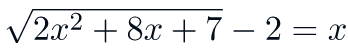 √(2x² + 8x + 7) − 2 = x